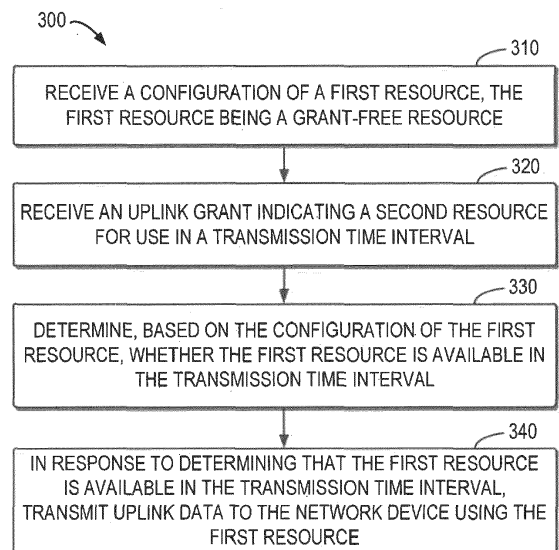 300
310
RECEIVE A CONFIGURATION OF A FIRST RESOURCE, THE
FIRST RESOURCE BEING A GRANT-FREE RESOURCE
320
RECEIVE AN UPLINK GRANT INDICATING A SECOND RESOURCE
FOR USE IN A TRANSMISSION TIME INTERVAL
330
DETERMINE, BASED ON THE CONFIGURATION OF THE FIRST
RESOURCE, WHETHER THE FIRST RESOURCE IS AVAILABLE IN
THE TRANSMISSION TIME INTERVAL
340
IN RESPONSE TO DETERMINING THAT THE FIRST RESOURCE
IS AVAILABLE IN THE TRANSMISSION TIME INTERVAL,
TRANSMIT UPLINK DATA TO THE NETWORK DEVICE USING THE
FIRST RESOURCE